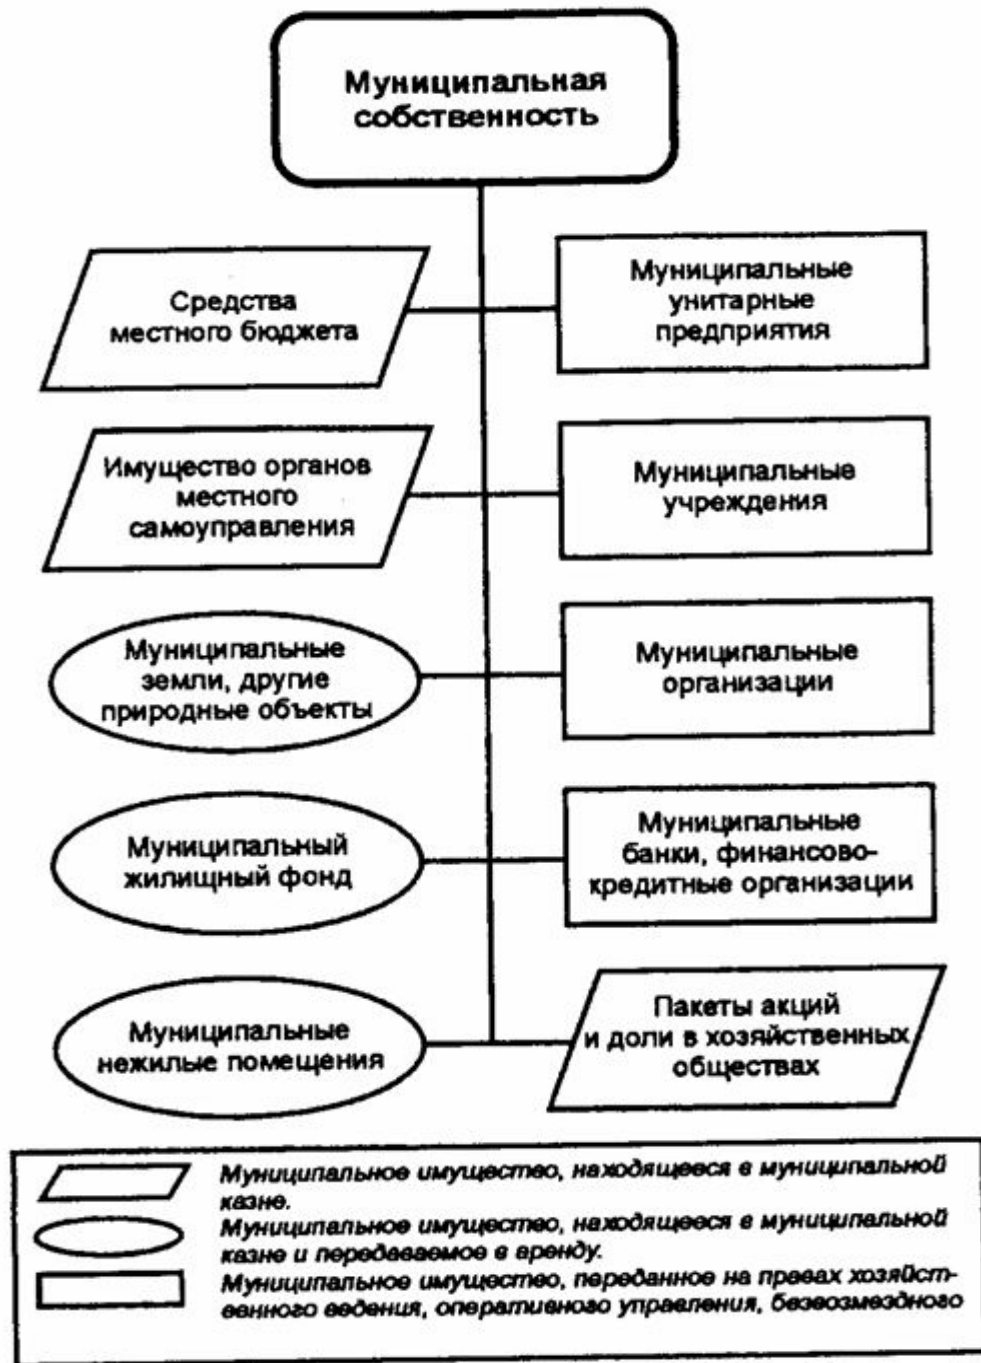 Муниципальная
собственность
Средства
местного бюджета
Муниципальные
унитарные
предприятия
Имущество органов
местного
самоуправления
Муниципальные
учреждения
Муниципальные
земли, другие
природные объекты
Муниципальные
организации
Муниципальный
жилищный фонд
Муниципальные
банки, финансово-
кредитные организации
Муниципальные
нежилые помещения
Пакеты акций
и доли в хозяйственных
обществах
Муниципальное имущество, находящееся в муниципальной
казне.
Муниципальное имущество, находящееся в муниципальной
казне и передаваемое в аренду.
Муниципальное имущество, переданное на правах хозяйст-
венного ведения, оперативного управления, безвозмездного